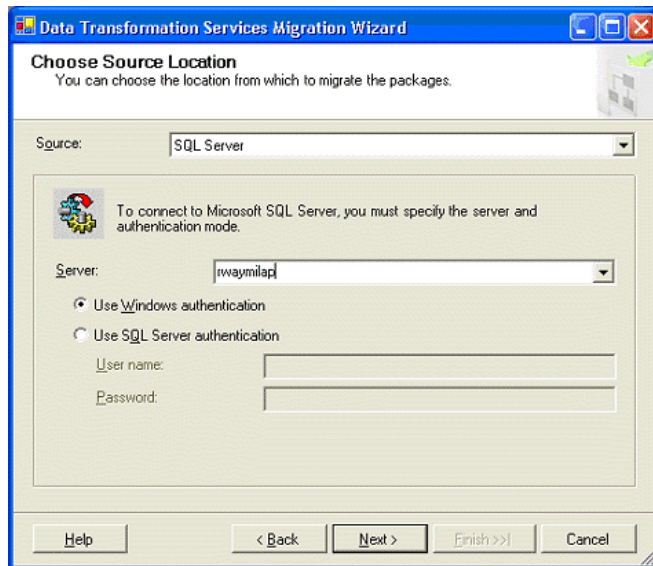 Data Transformation Services Migration Wizard
Choose Source Location
You can choose the location from which to migrate the packages.
Source: SQL Server
To connect to Microsoft SQL Server, you must specify the server and
authentication mode.
Server: rwaymilap
Use Windows authentication
Use SQL Server authentication
User name:
Password:
Help < Back Next > Finish >>| Cancel